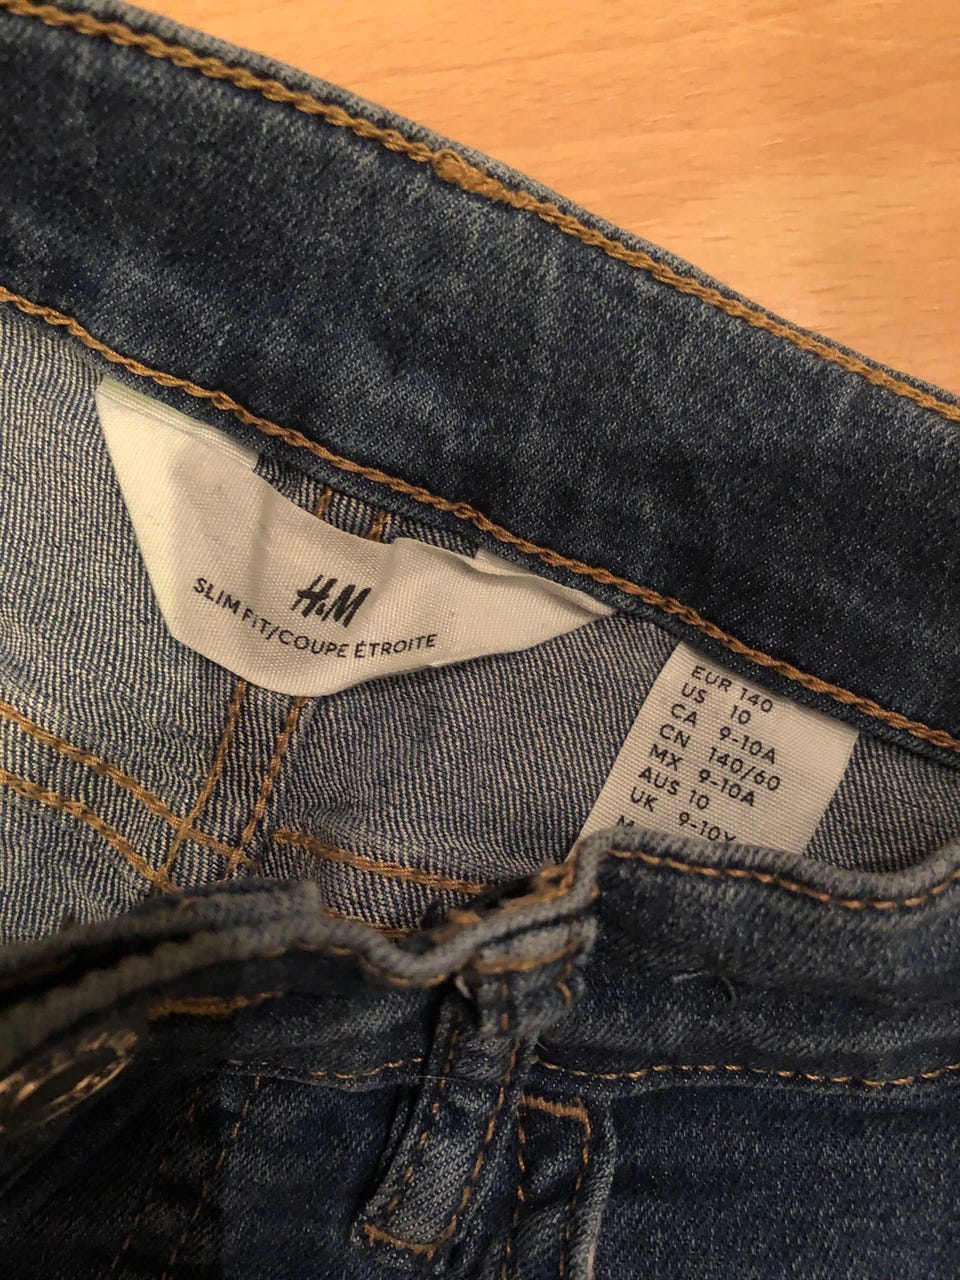 H&M
SLIM FIT/COUPE ÉTROITE
EUR 140
US 10
CA 9-10A
CN 140/60
MX 9-10A
AUS 10
UK 9-10Y